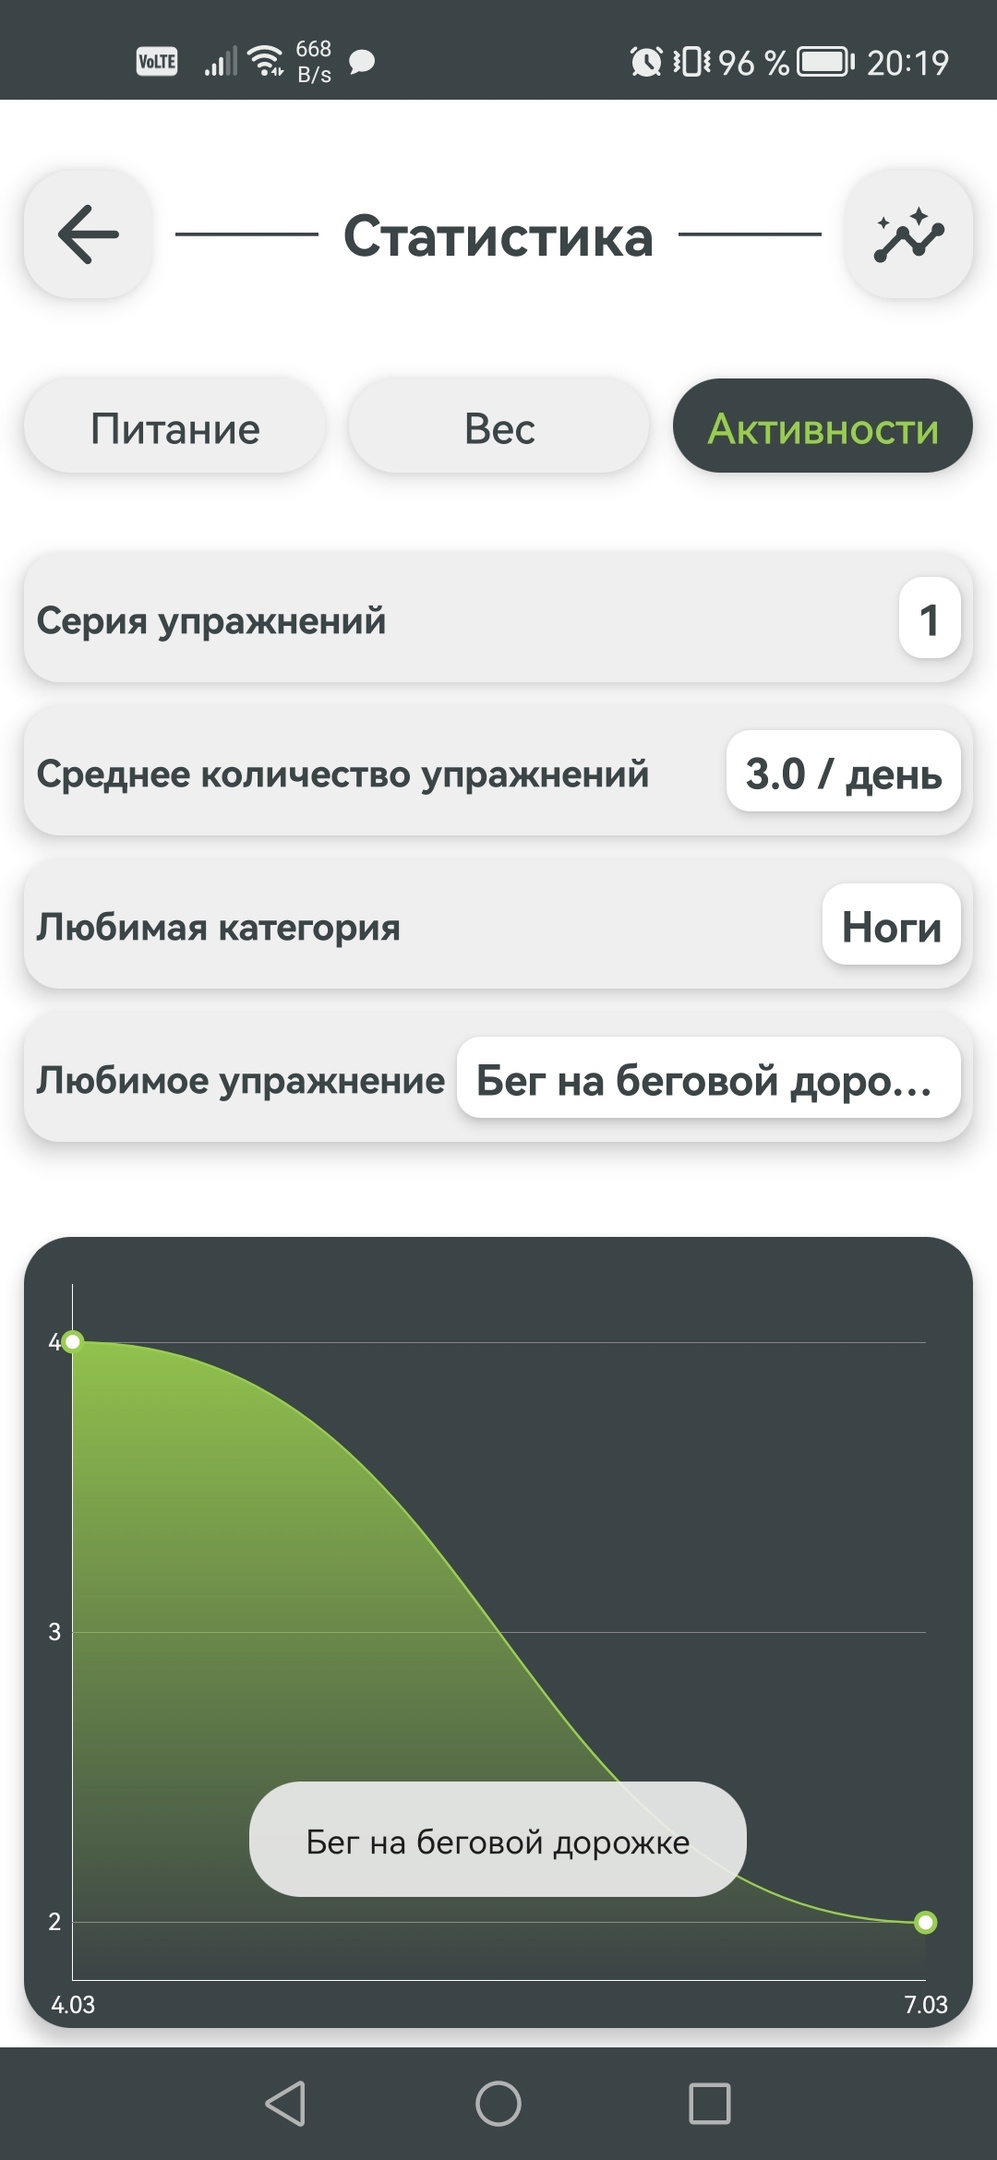 VoLTE 668 B/s 96 % 20:19
Статистика
Питание Вес Активности
Серия упражнений 1
Среднее количество упражнений 3.0 / день
Любимая категория Ноги
Любимое упражнение Бег на беговой доро...
4
3
Бег на беговой дорожке
2
4.03 7.03